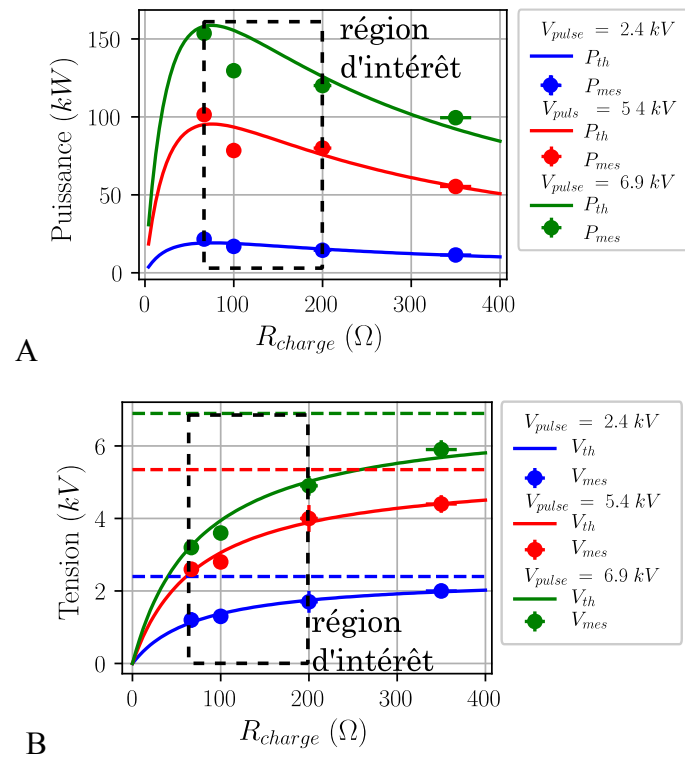 150
100
50
0
Puissance (kW)
région
d'intérêt
0 100 200 300 400
R_charge (Ω)
V_pulse = 2.4 kV
P_th
P_mes
V_puls = 5 4 kV
P_th
P_mes
V_pulse = 6.9 kV
P_th
P_mes
A
6
4
2
0
Tension (kV)
région
d'intérêt
0 100 200 300 400
R_charge (Ω)
V_pulse = 2.4 kV
V_th
V_mes
V_pulse = 5.4 kV
V_th
V_mes
V_pulse = 6.9 kV
V_th
V_mes
B